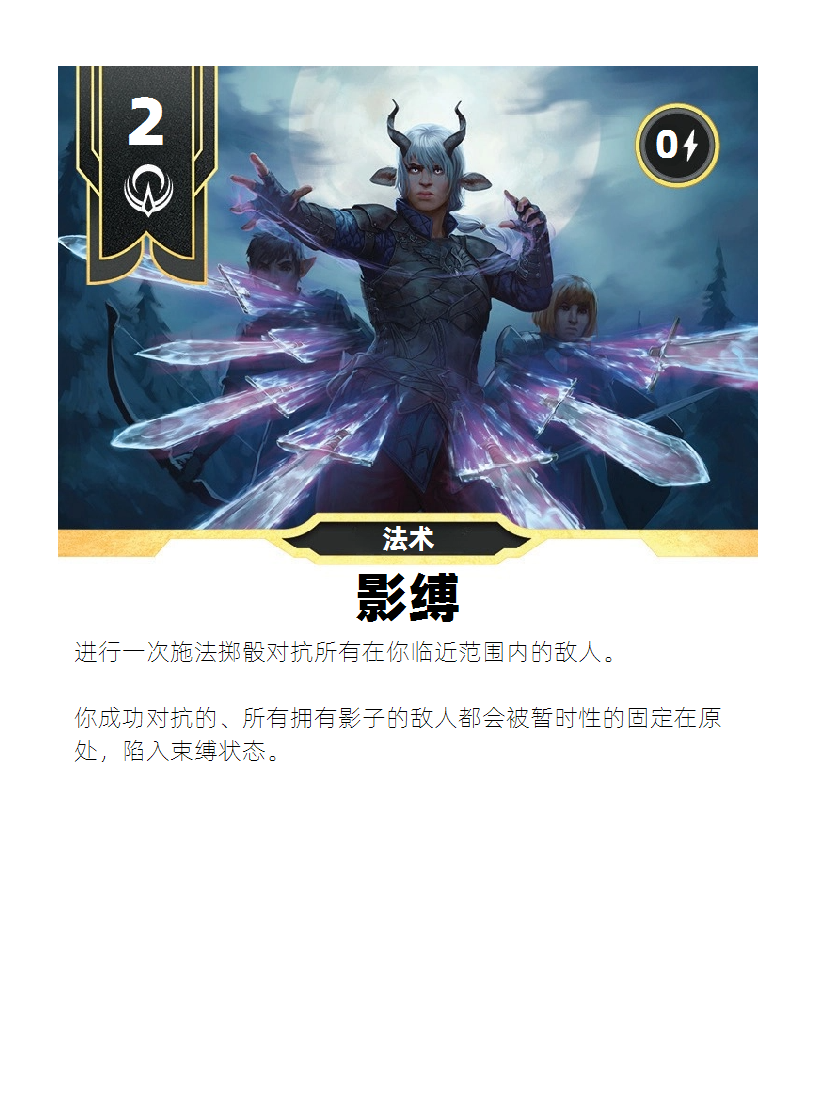 2
0
法术
影缚
进行一次施法掷骰对抗所有在你临近范围内的敌人。
你成功对抗的、所有拥有影子的敌人都会被暂时性的固定在原
处，陷入束缚状态。